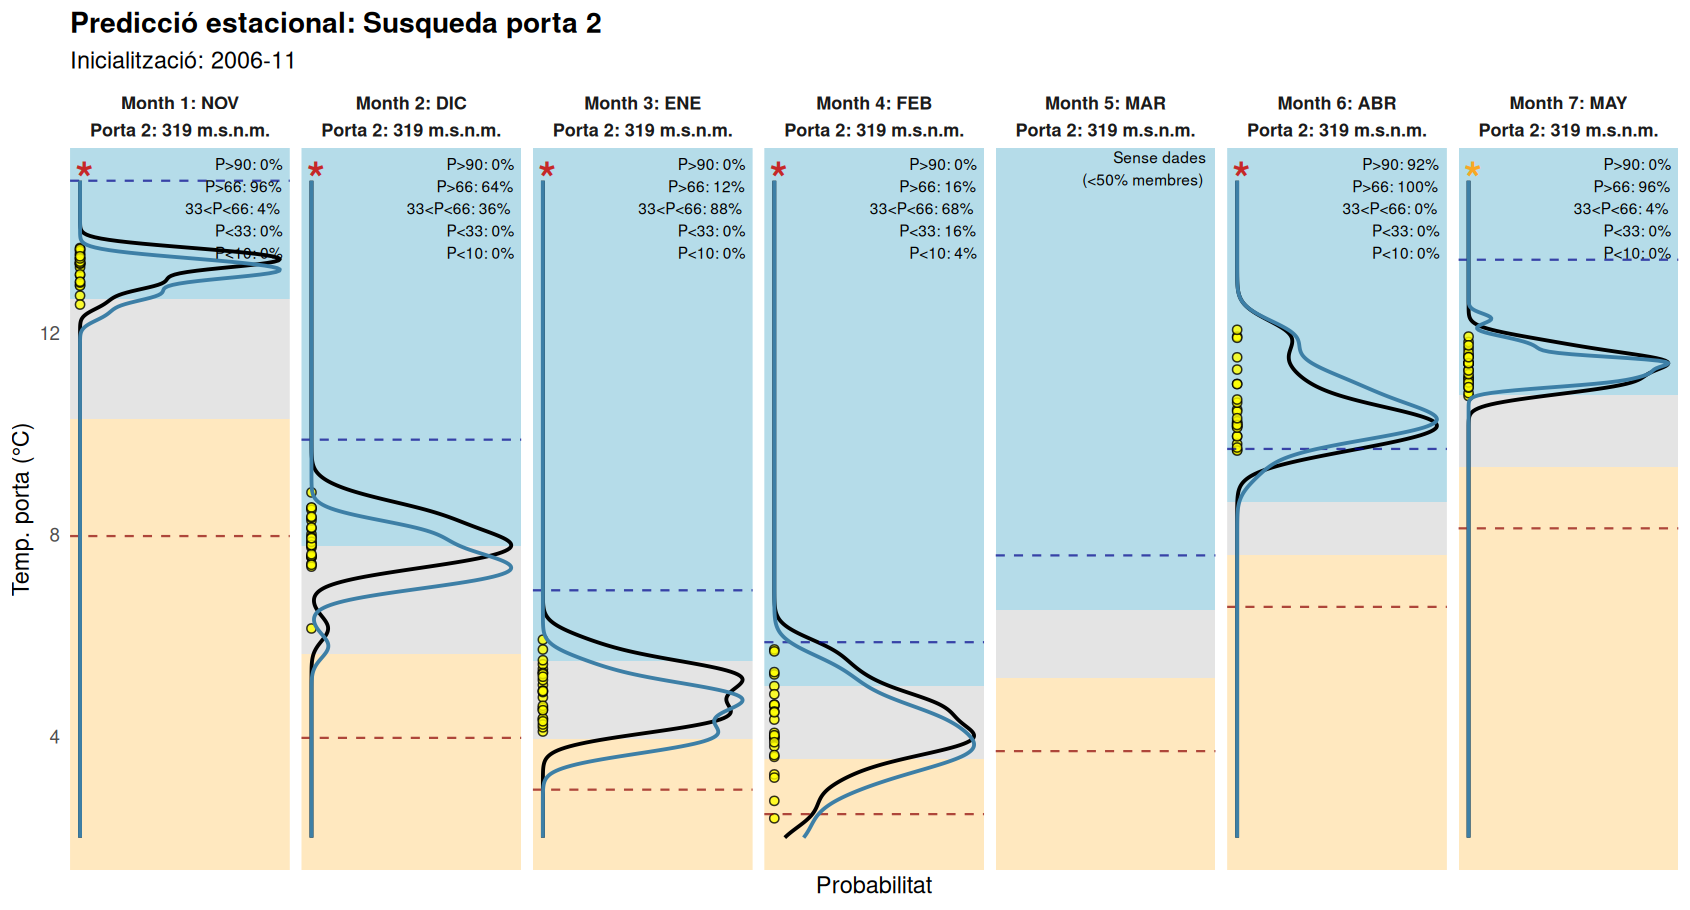 Predicció estacional: Susqueda porta 2
Inicialització: 2006-11
Month 1: NOV
Porta 2: 319 m.s.n.m.
Month 2: DIC
Porta 2: 319 m.s.n.m.
Month 3: ENE
Porta 2: 319 m.s.n.m.
Month 4: FEB
Porta 2: 319 m.s.n.m.
Month 5: MAR
Porta 2: 319 m.s.n.m.
Month 6: ABR
Porta 2: 319 m.s.n.m.
Month 7: MAY
Porta 2: 319 m.s.n.m.
*
P>90: 0%
P>66: 96%
33<P<66: 4%
P<33: 0%
P<10: 0%
*
P>90: 0%
P>66: 64%
33<P<66: 36%
P<33: 0%
P<10: 0%
*
P>90: 0%
P>66: 12%
33<P<66: 88%
P<33: 0%
P<10: 0%
*
P>90: 0%
P>66: 16%
33<P<66: 68%
P<33: 16%
P<10: 4%
Sense dades
(<50% membres)
*
P>90: 92%
P>66: 100%
33<P<66: 0%
P<33: 0%
P<10: 0%
*
P>90: 0%
P>66: 96%
33<P<66: 4%
P<33: 0%
P<10: 0%
12
8
4
Temp. porta (°C)
Probabilitat